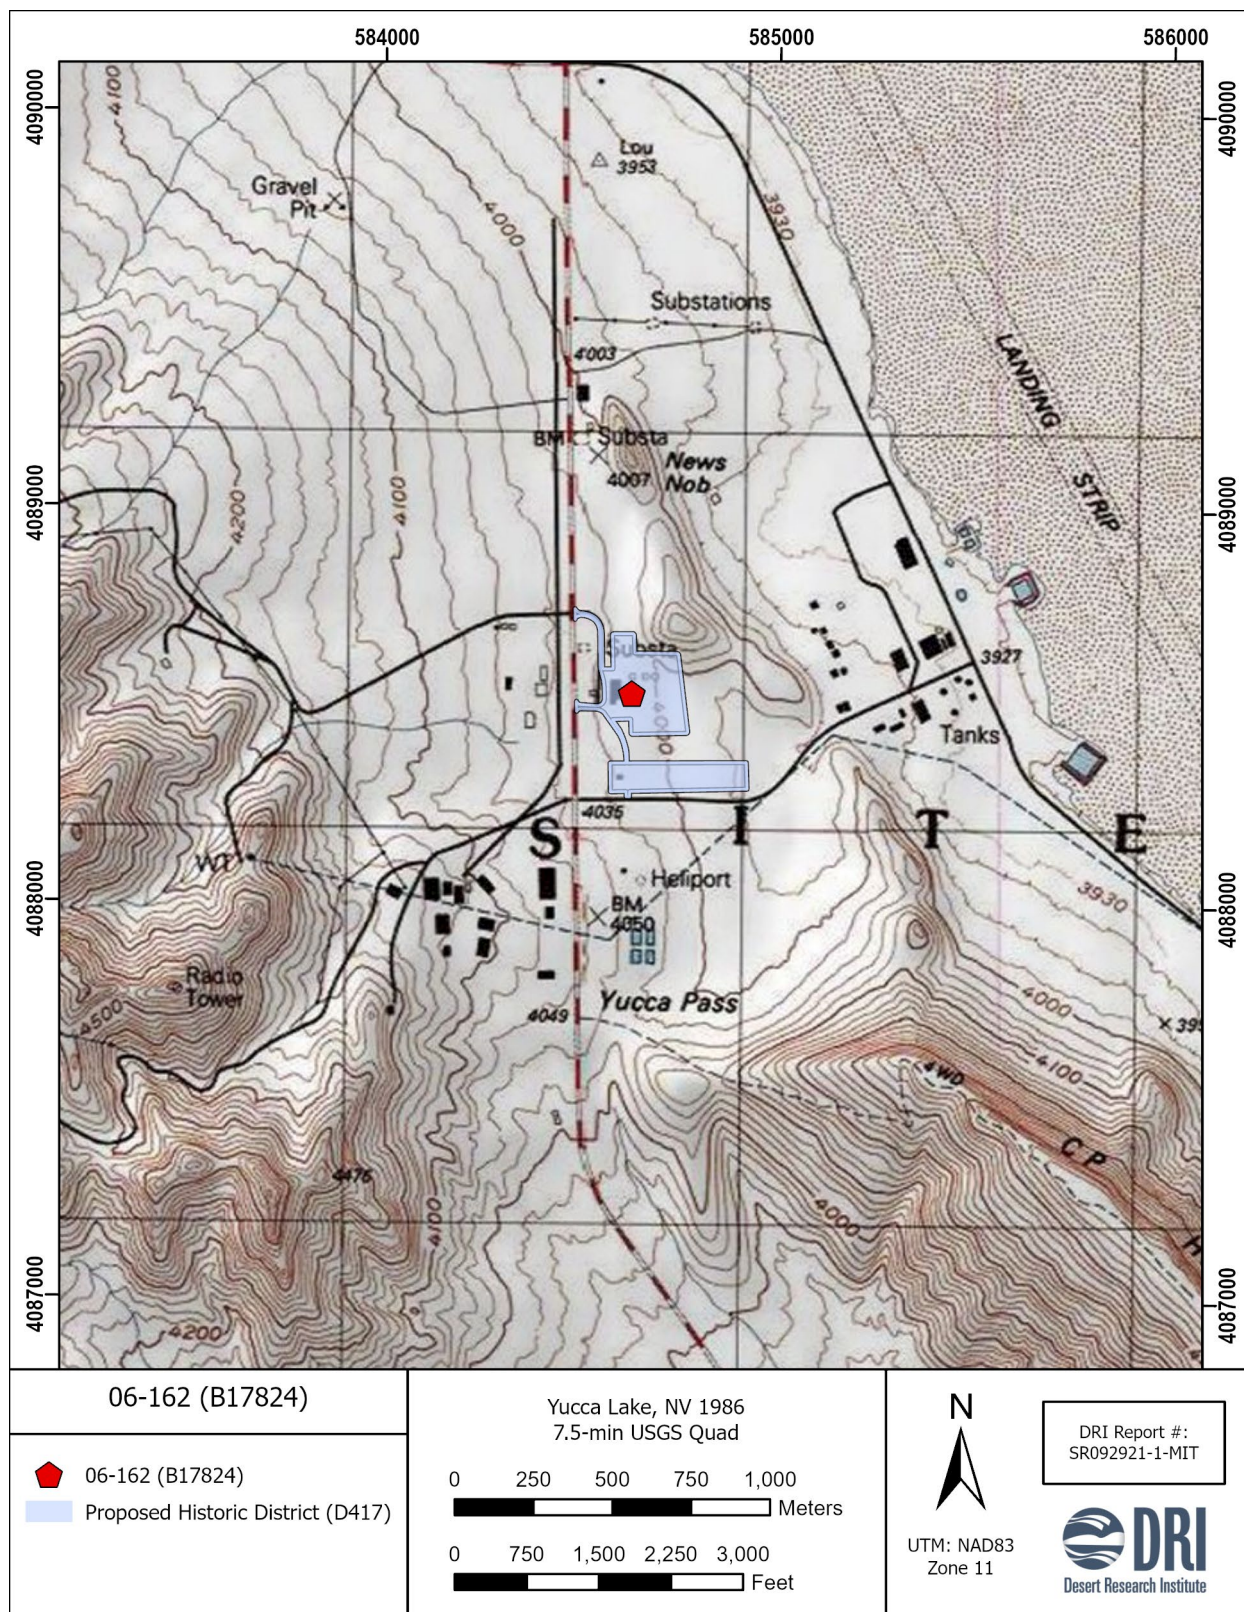 584000
585000
586000
4090000
4090000
4100
Lou
3953
Gravel
Pit
4000
3930
Substations
4003
LANDING
STRIP
BM
Substa
4007
News
Nob
4089000
4089000
4200
4100
Substa
3927
4000
Tanks
4035
S I T E
WT
Heliport
BM
4050
3930
4088000
4088000
Radio
Tower
4500
Yucca Pass
4049
4000
4100
4WD
CP
4476
4100
4000
H
4087000
4087000
4200
06-162 (B17824)
06-162 (B17824)
Proposed Historic District (D417)
Yucca Lake, NV 1986
7.5-min USGS Quad
0 250 500 750 1,000
Meters
0 750 1,500 2,250 3,000
Feet
N
UTM: NAD83
Zone 11
DRI Report #:
SR092921-1-MIT
DRI
Desert Research Institute